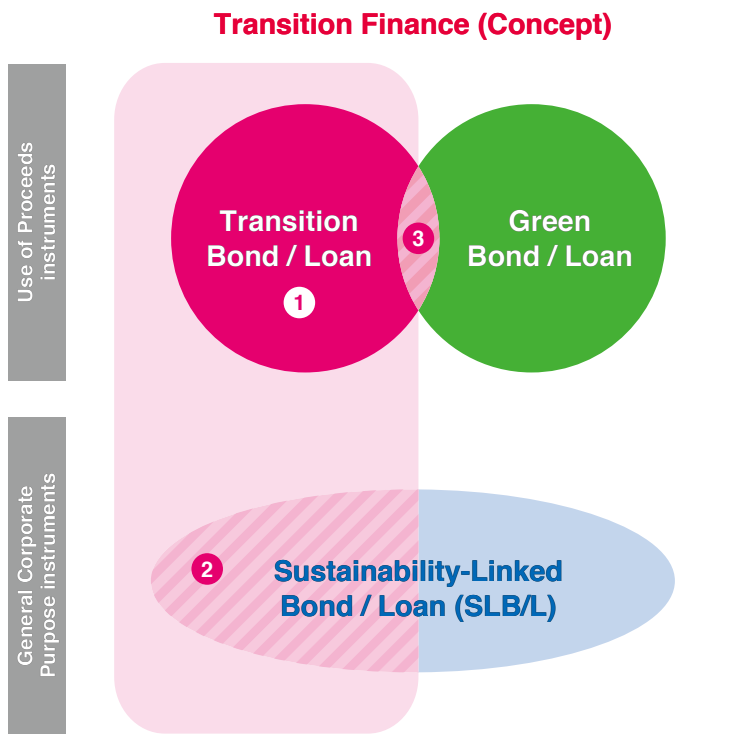 Transition Finance (Concept)
Use of Proceeds
instruments
Transition
Bond / Loan
1
3
Green
Bond / Loan
General Corporate
Purpose instruments
2
Sustainability-Linked
Bond / Loan (SLB/L)